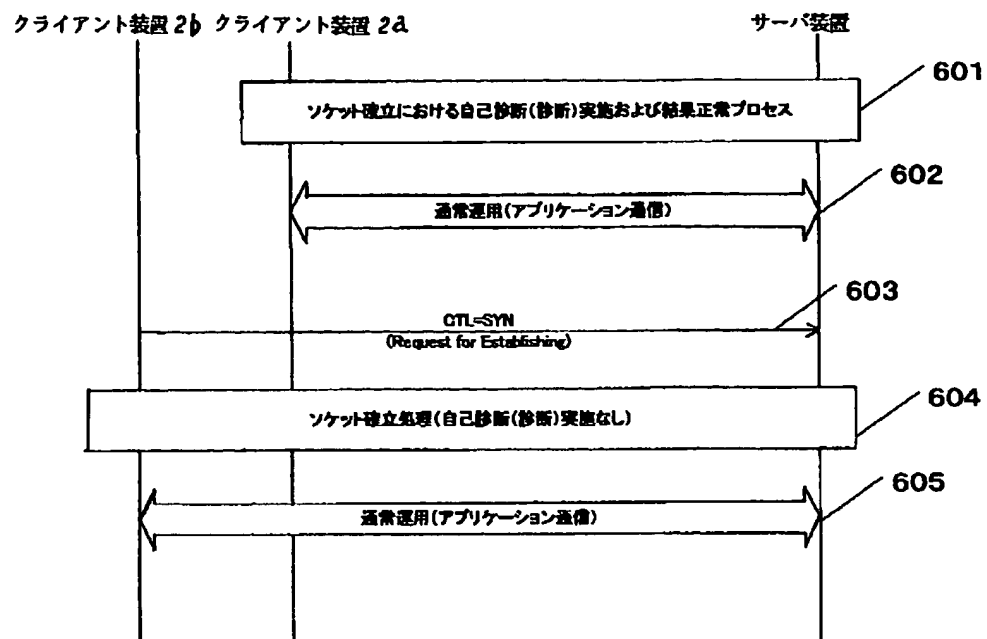 クライアント装置2b クライアント装置2a サーバ装置
601
ソケット確立における自己診断(診断)実施および結果正常プロセス
602
通常運用(アプリケーション通信)
603
CTL=SYN
(Request for Establishing)
604
ソケット確立処理(自己診断(診断)実施なし)
605
通常運用(アプリケーション通信)